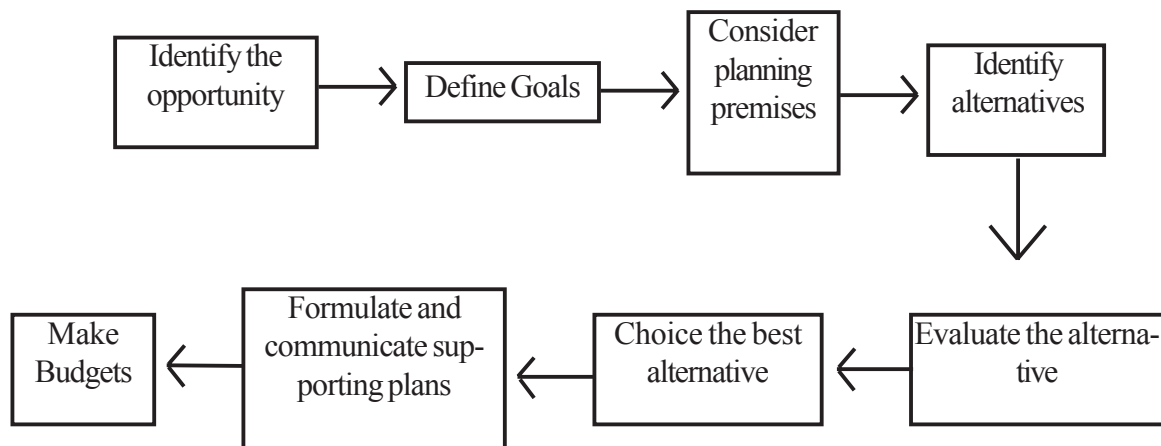 Identify the
opportunity
Define Goals
Consider
planning
premises
Identify
alternatives
Evaluate the alterna-
tive
Choice the best
alternative
Formulate and
communicate sup-
porting plans
Make
Budgets